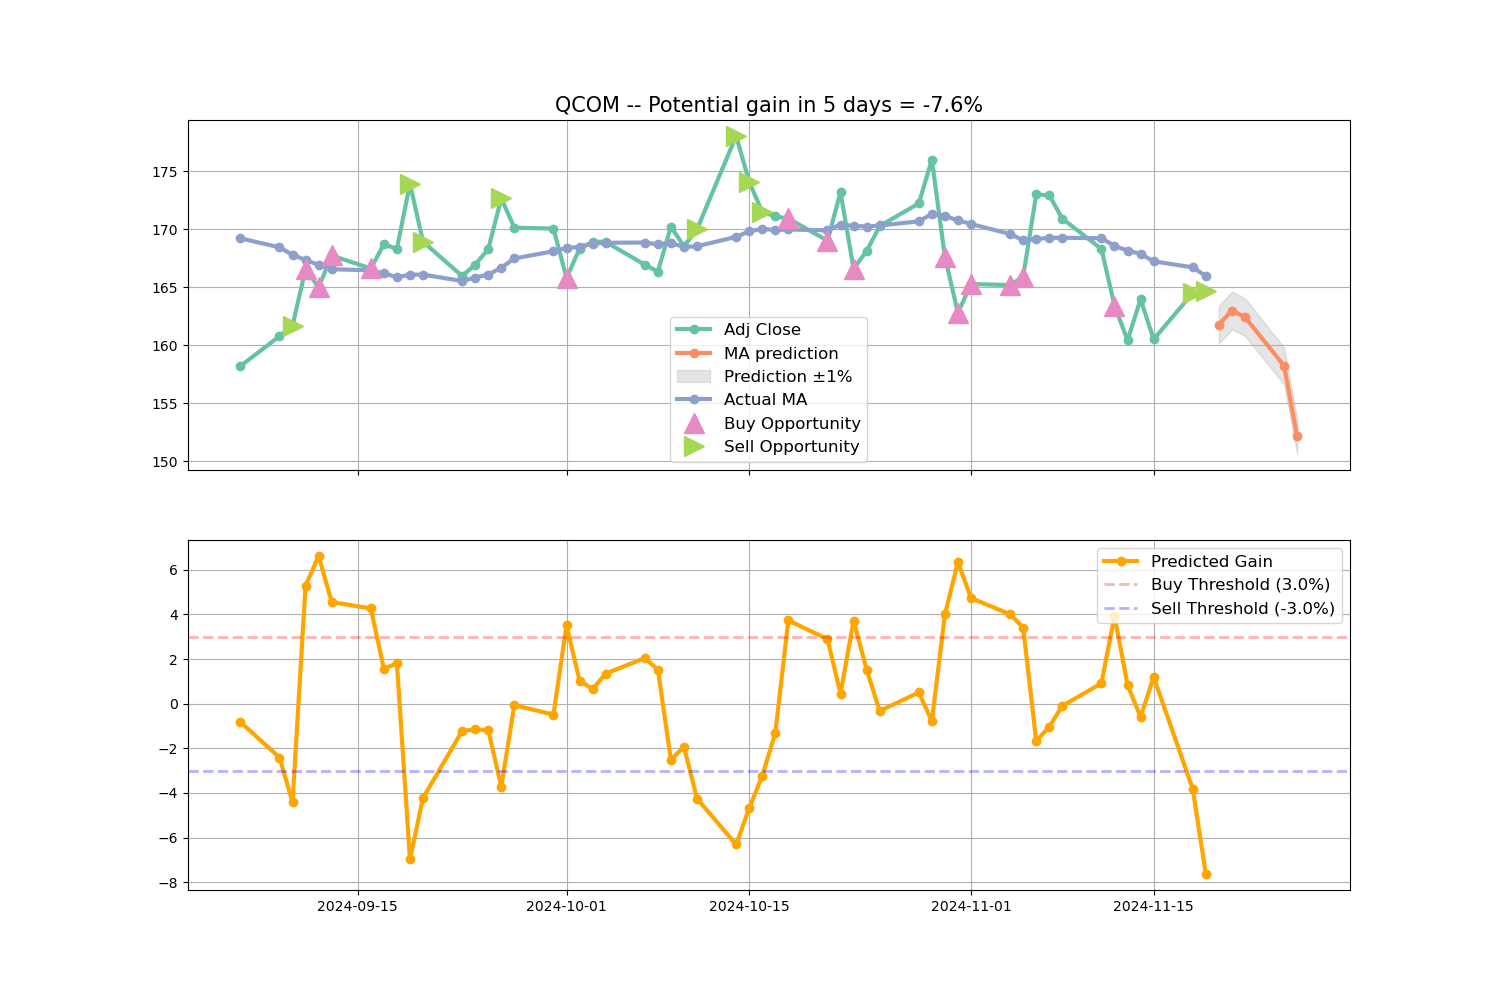 QCOM -- Potential gain in 5 days = -7.6%
175
170
165
160
155
150
Adj Close
MA prediction
Prediction ±1%
Actual MA
Buy Opportunity
Sell Opportunity
6
4
2
0
−2
−4
−6
−8
Predicted Gain
Buy Threshold (3.0%)
Sell Threshold (-3.0%)
2024-09-15
2024-10-01
2024-10-15
2024-11-01
2024-11-15